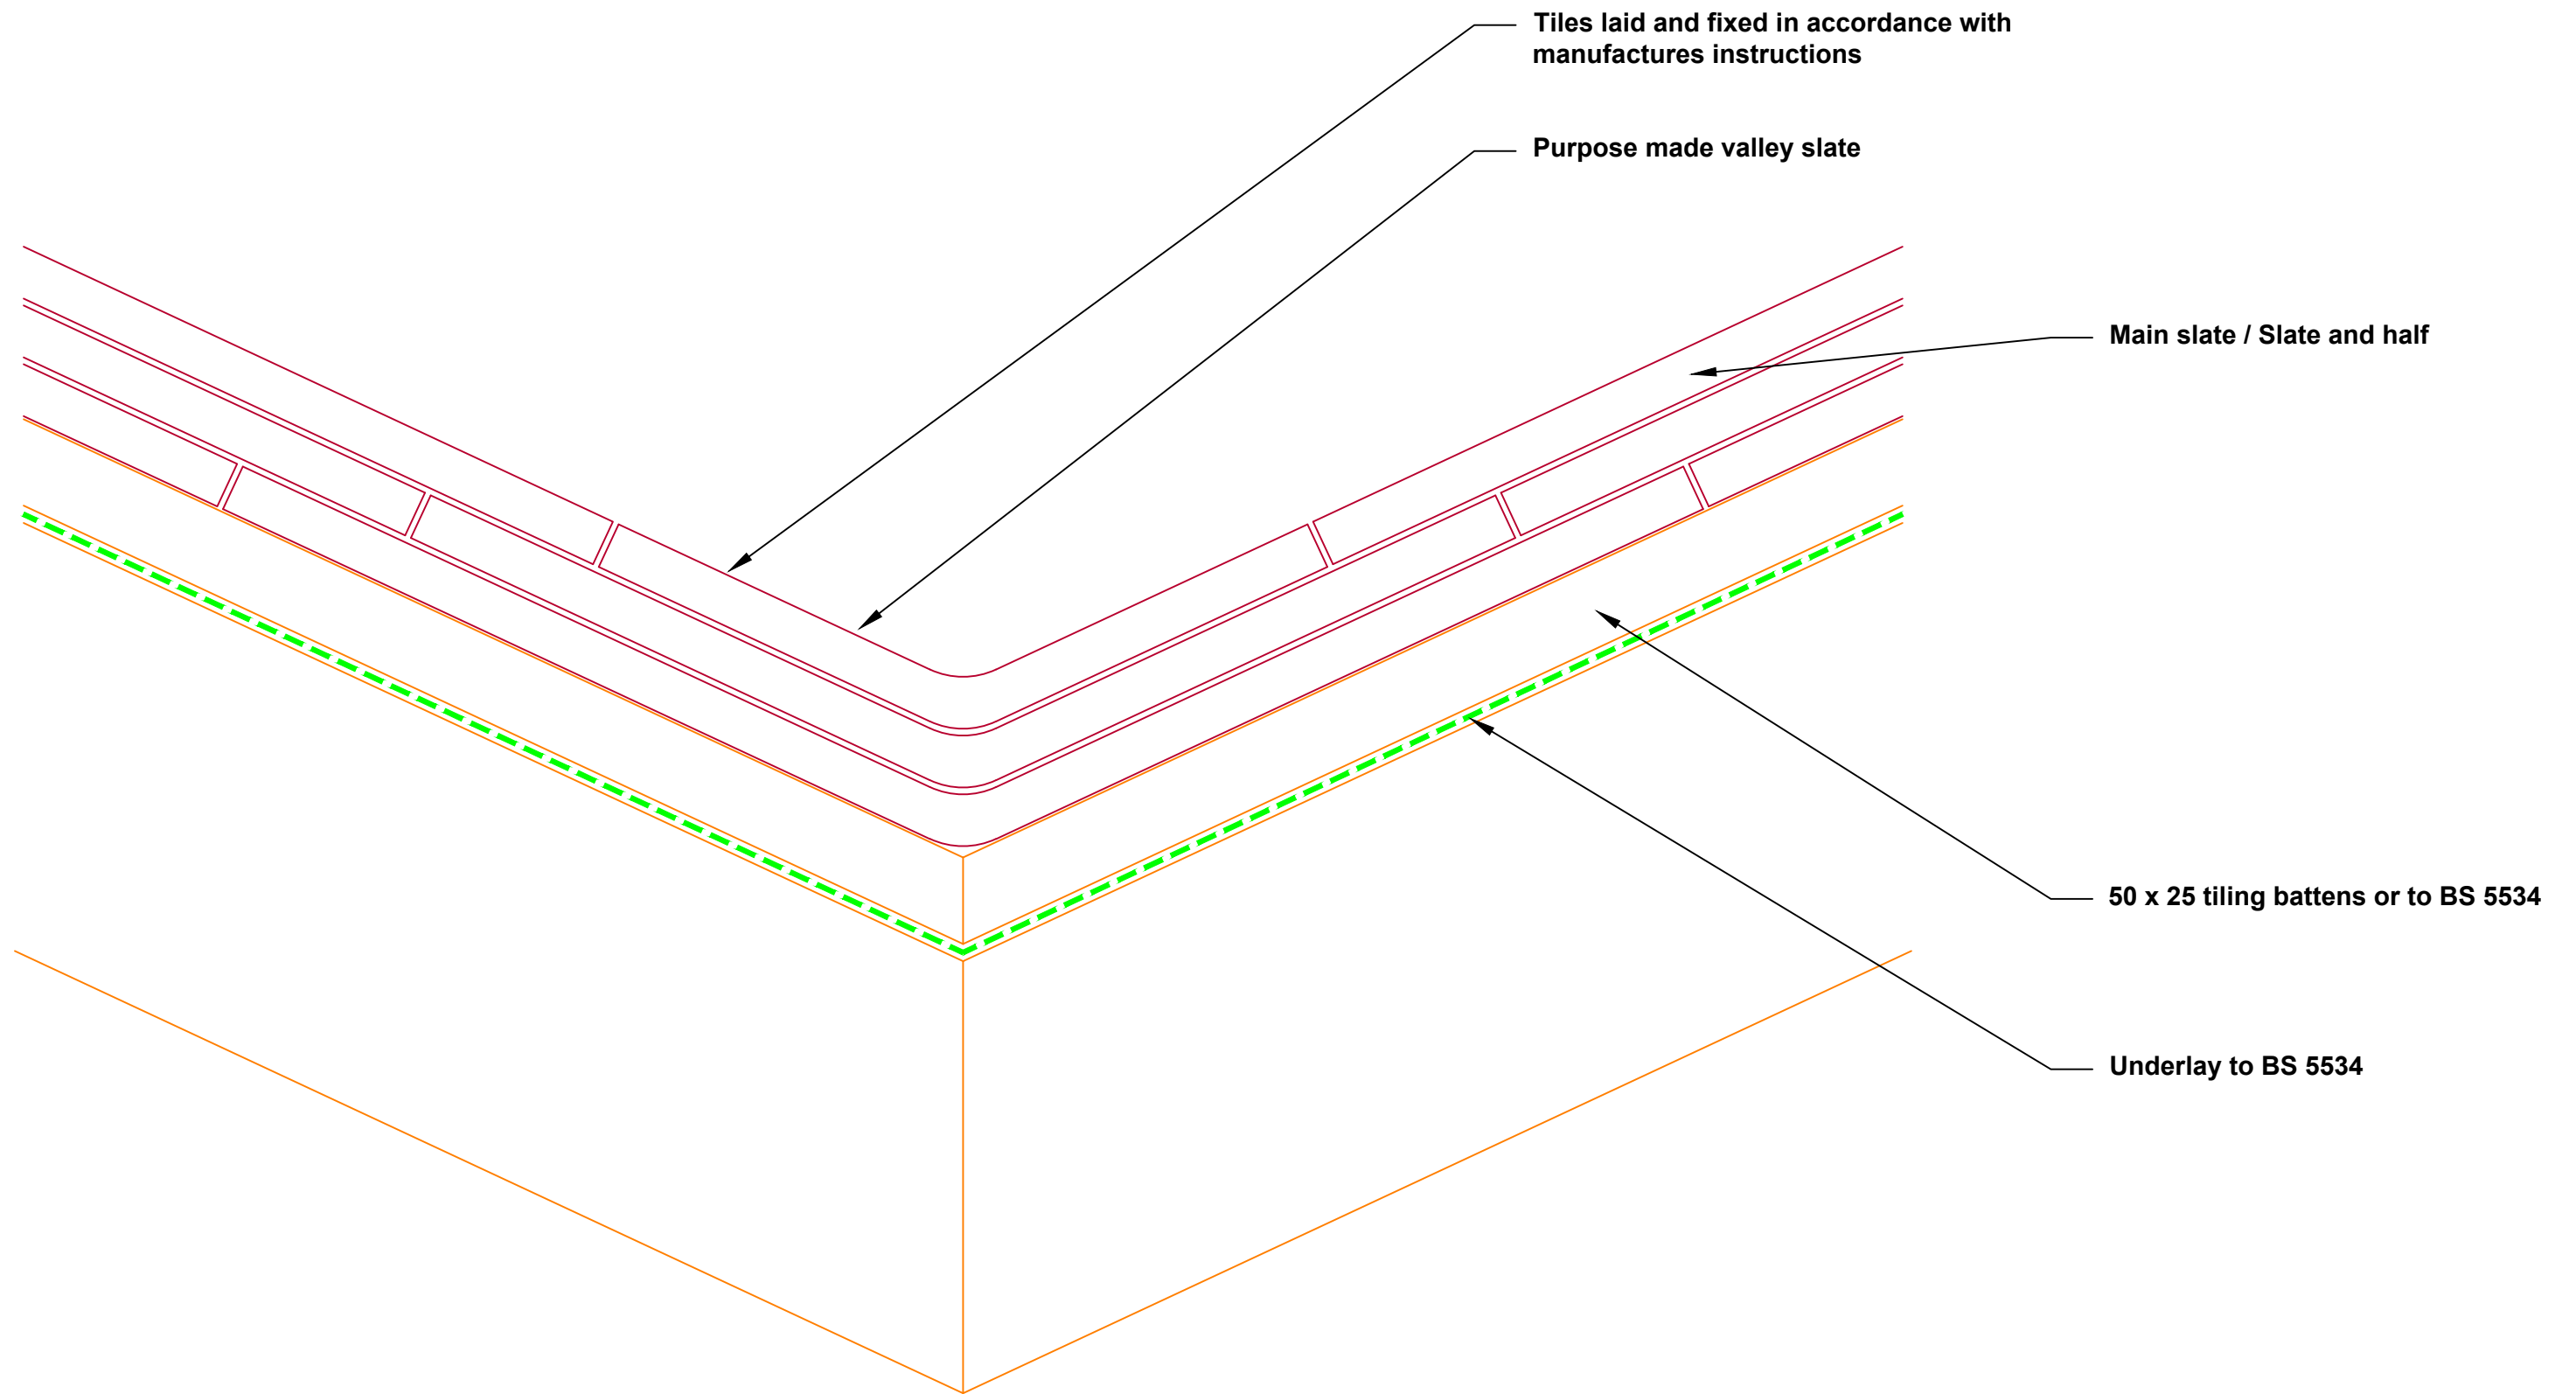 Tiles laid and fixed in accordance with
manufactures instructions
Purpose made valley slate
Main slate / Slate and half
50 x 25 tiling battens or to BS 5534
Underlay to BS 5534